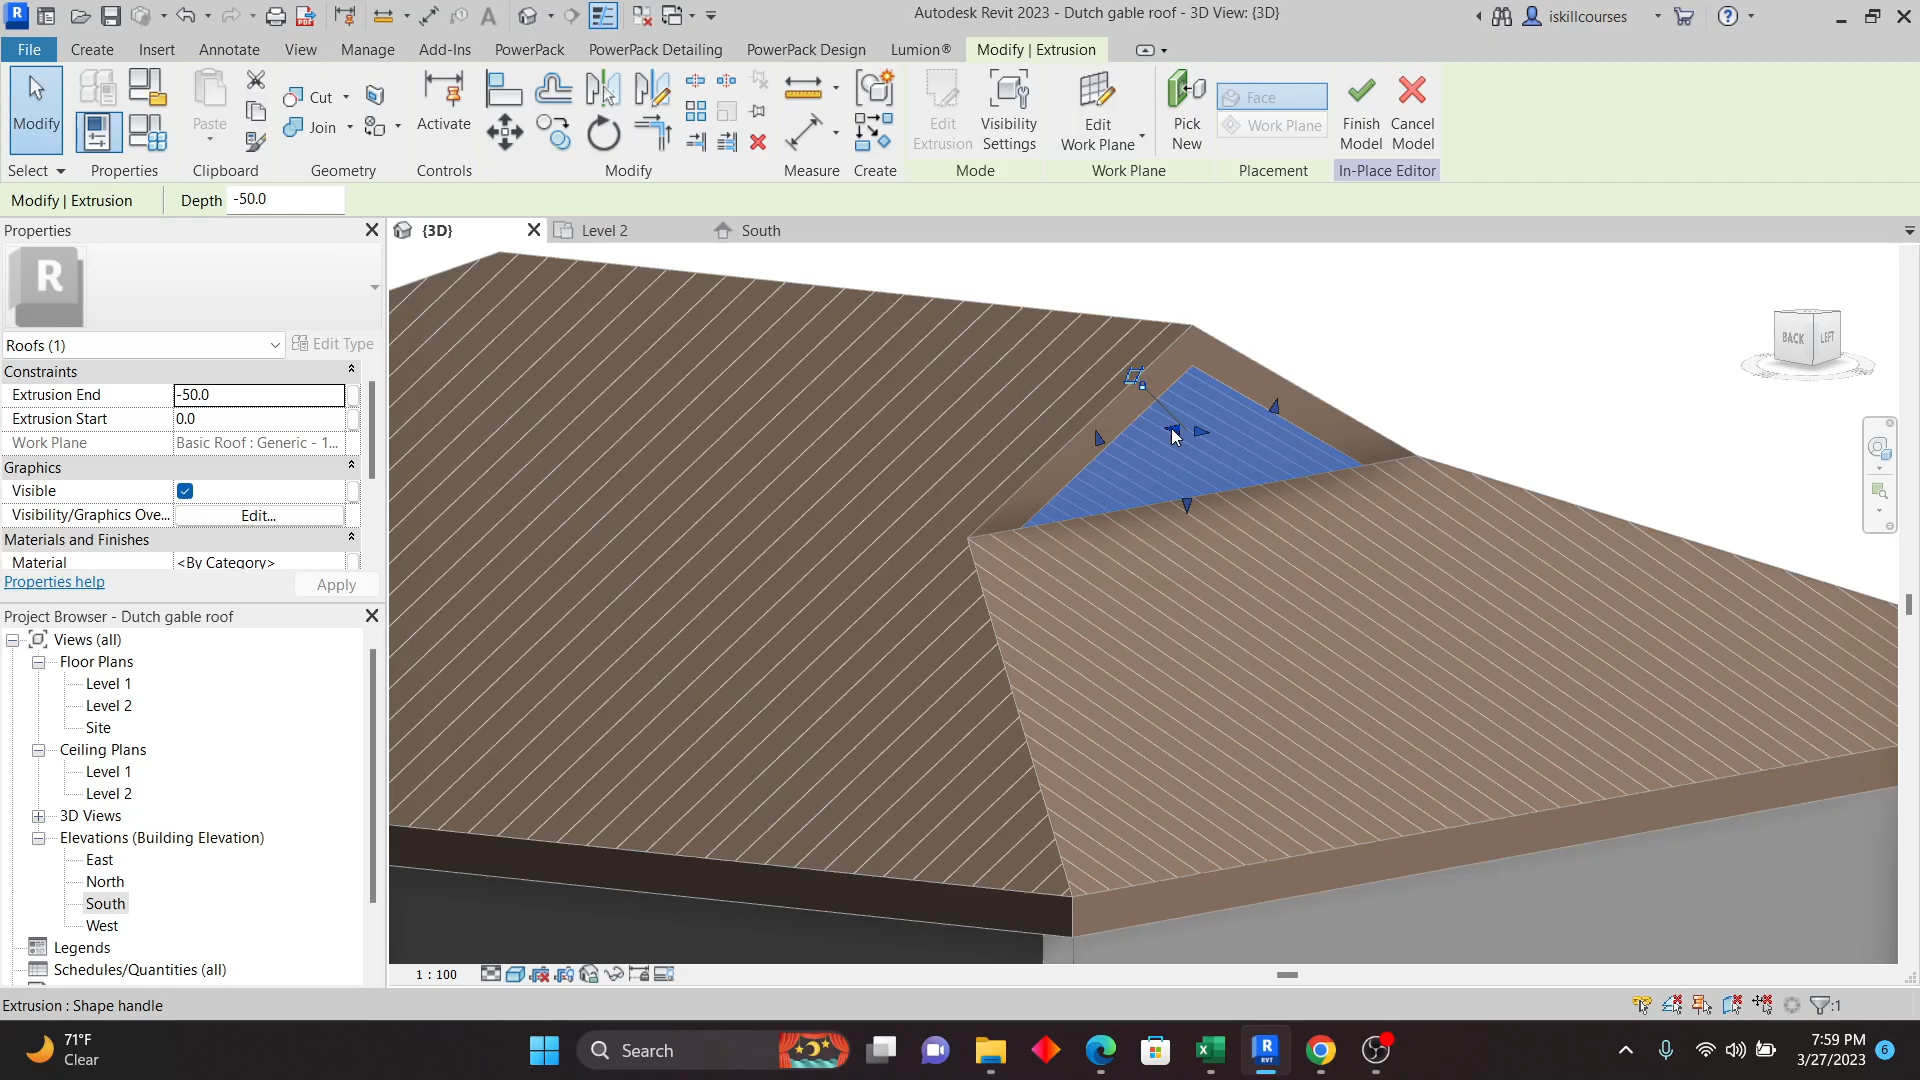 Autodesk Revit 2023 - Dutch gable roof - 3D View: {3D}
iskillcourses
File Create Insert Annotate View Manage Add-Ins PowerPack PowerPack Detailing PowerPack Design Lumion® Modify | Extrusion
Modify
Paste
Cut
Join
Activate
Edit
Extrusion
Visibility
Settings
Edit
Work Plane
Pick
New
Face
Work Plane
Finish
Model
Cancel
Model
Select Properties Clipboard Geometry Controls Modify Measure Create Mode Work Plane Placement In-Place Editor
Modify | Extrusion Depth -50.0
Properties
{3D}
Level 2
South
R
Roofs (1) Edit Type
Constraints
Extrusion End -50.0
Extrusion Start 0.0
Work Plane Basic Roof : Generic - 1...
Graphics
Visible
Visibility/Graphics Ove... Edit...
Materials and Finishes
Material <By Category>
Properties help Apply
BACK LEFT
Project Browser - Dutch gable roof
Views (all)
Floor Plans
Level 1
Level 2
Site
Ceiling Plans
Level 1
Level 2
3D Views
Elevations (Building Elevation)
East
North
South
West
Legends
Schedules/Quantities (all)
1 : 100
Extrusion : Shape handle
:1
71°F
Clear
Search
R
RVT
7:59 PM
3/27/2023
6